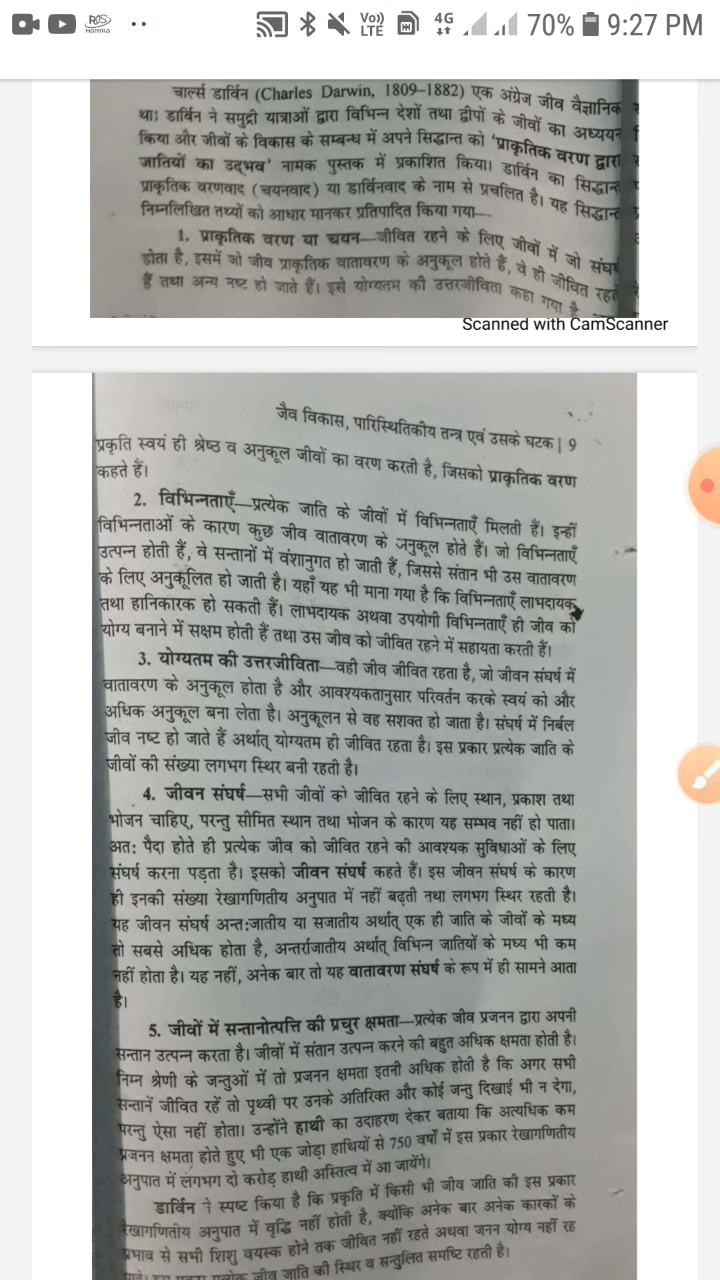 RDS
MANTRA
Vo))
LTE
4G
70%
9:27 PM
चार्ल्स डार्विन (Charles Darwin, 1809–1882) एक अंग्रेज जीव वैज्ञानिक
था। डार्विन ने समुद्री यात्राओं द्वारा विभिन्न देशों तथा द्वीपों के जीवों का अध्ययन
किया और जीवों के विकास के सम्बन्ध में अपने सिद्धान्त को ‘प्राकृतिक वरण द्वारा
जातियों का उद्‌भव’ नामक पुस्तक में प्रकाशित किया। डार्विन का सिद्धान्त
प्राकृतिक वरणवाद (चयनवाद) या डार्विनवाद के नाम से प्रचलित है। यह सिद्धान्त
निम्नलिखित तथ्यों को आधार मानकर प्रतिपादित किया गया—
1. प्राकृतिक वरण या चयन—जीवित रहने के लिए जीवों में जो संघर्ष
होता है, इसमें जो जीव प्राकृतिक वातावरण के अनुकूल होते हैं, वे ही जीवित रहते
हैं तथा अन्य नष्ट हो जाते हैं। इसे योग्यतम की उत्तरजीविता कहा गया है
Scanned with CamScanner
जैव विकास, पारिस्थितिकीय तन्त्र एवं उसके घटक | 9
प्रकृति स्वयं ही श्रेष्ठ व अनुकूल जीवों का वरण करती है, जिसको प्राकृतिक वरण
कहते हैं।
2. विभिन्नताएँ—प्रत्येक जाति के जीवों में विभिन्नताएँ मिलती हैं। इन्हीं
विभिन्नताओं के कारण कुछ जीव वातावरण के अनुकूल होते हैं। जो विभिन्नताएँ
उत्पन्न होती हैं, वे सन्तानों में वंशानुगत हो जाती हैं, जिससे संतान भी उस वातावरण
के लिए अनुकूलित हो जाती है। यहाँ यह भी माना गया है कि विभिन्नताएँ लाभदायक
तथा हानिकारक हो सकती हैं। लाभदायक अथवा उपयोगी विभिन्नताएँ ही जीव को
योग्य बनाने में सक्षम होती हैं तथा उस जीव को जीवित रहने में सहायता करती हैं।
3. योग्यतम की उत्तरजीविता—वही जीव जीवित रहता है, जो जीवन संघर्ष में
वातावरण के अनुकूल होता है और आवश्यकतानुसार परिवर्तन करके स्वयं को और
अधिक अनुकूल बना लेता है। अनुकूलन से वह सशक्त हो जाता है। संघर्ष में निर्बल
जीव नष्ट हो जाते हैं अर्थात् योग्यतम ही जीवित रहता है। इस प्रकार प्रत्येक जाति के
जीवों की संख्या लगभग स्थिर बनी रहती है।
4. जीवन संघर्ष—सभी जीवों को जीवित रहने के लिए स्थान, प्रकाश तथा
भोजन चाहिए, परन्तु सीमित स्थान तथा भोजन के कारण यह सम्भव नहीं हो पाता।
अतः पैदा होते ही प्रत्येक जीव को जीवित रहने की आवश्यक सुविधाओं के लिए
संघर्ष करना पड़ता है। इसको जीवन संघर्ष कहते हैं। इस जीवन संघर्ष के कारण
ही इनकी संख्या रेखागणितीय अनुपात में नहीं बढ़ती तथा लगभग स्थिर रहती है।
यह जीवन संघर्ष अन्तःजातीय या सजातीय अर्थात् एक ही जाति के जीवों के मध्य
तो सबसे अधिक होता है, अन्तर्राजातीय अर्थात् विभिन्न जातियों के मध्य भी कम
नहीं होता है। यह नहीं, अनेक बार तो यह वातावरण संघर्ष के रूप में ही सामने आता
है।
5. जीवों में सन्तानोत्पत्ति की प्रचुर क्षमता—प्रत्येक जीव प्रजनन द्वारा अपनी
सन्तान उत्पन्न करता है। जीवों में संतान उत्पन्न करने की बहुत अधिक क्षमता होती है।
निम्न श्रेणी के जन्तुओं में तो प्रजनन क्षमता इतनी अधिक होती है कि अगर सभी
सन्तानें जीवित रहें तो पृथ्वी पर उनके अतिरिक्त और कोई जन्तु दिखाई भी न देगा,
परन्तु ऐसा नहीं होता। उन्होंने हाथी का उदाहरण देकर बताया कि अत्यधिक कम
प्रजनन क्षमता होते हुए भी एक जोड़ा हाथियों से 750 वर्षों में इस प्रकार रेखागणितीय
अनुपात में लगभग दो करोड़ हाथी अस्तित्व में आ जायेंगे।
डार्विन ने स्पष्ट किया है कि प्रकृति में किसी भी जीव जाति की इस प्रकार
रेखागणितीय अनुपात में वृद्धि नहीं होती है, क्योंकि अनेक बार अनेक कारकों के
प्रभाव से सभी शिशु वयस्क होने तक जीवित नहीं रहते अथवा जनन योग्य नहीं रह
जीव जाति की स्थिर व सन्तुलित समष्टि रहती है।